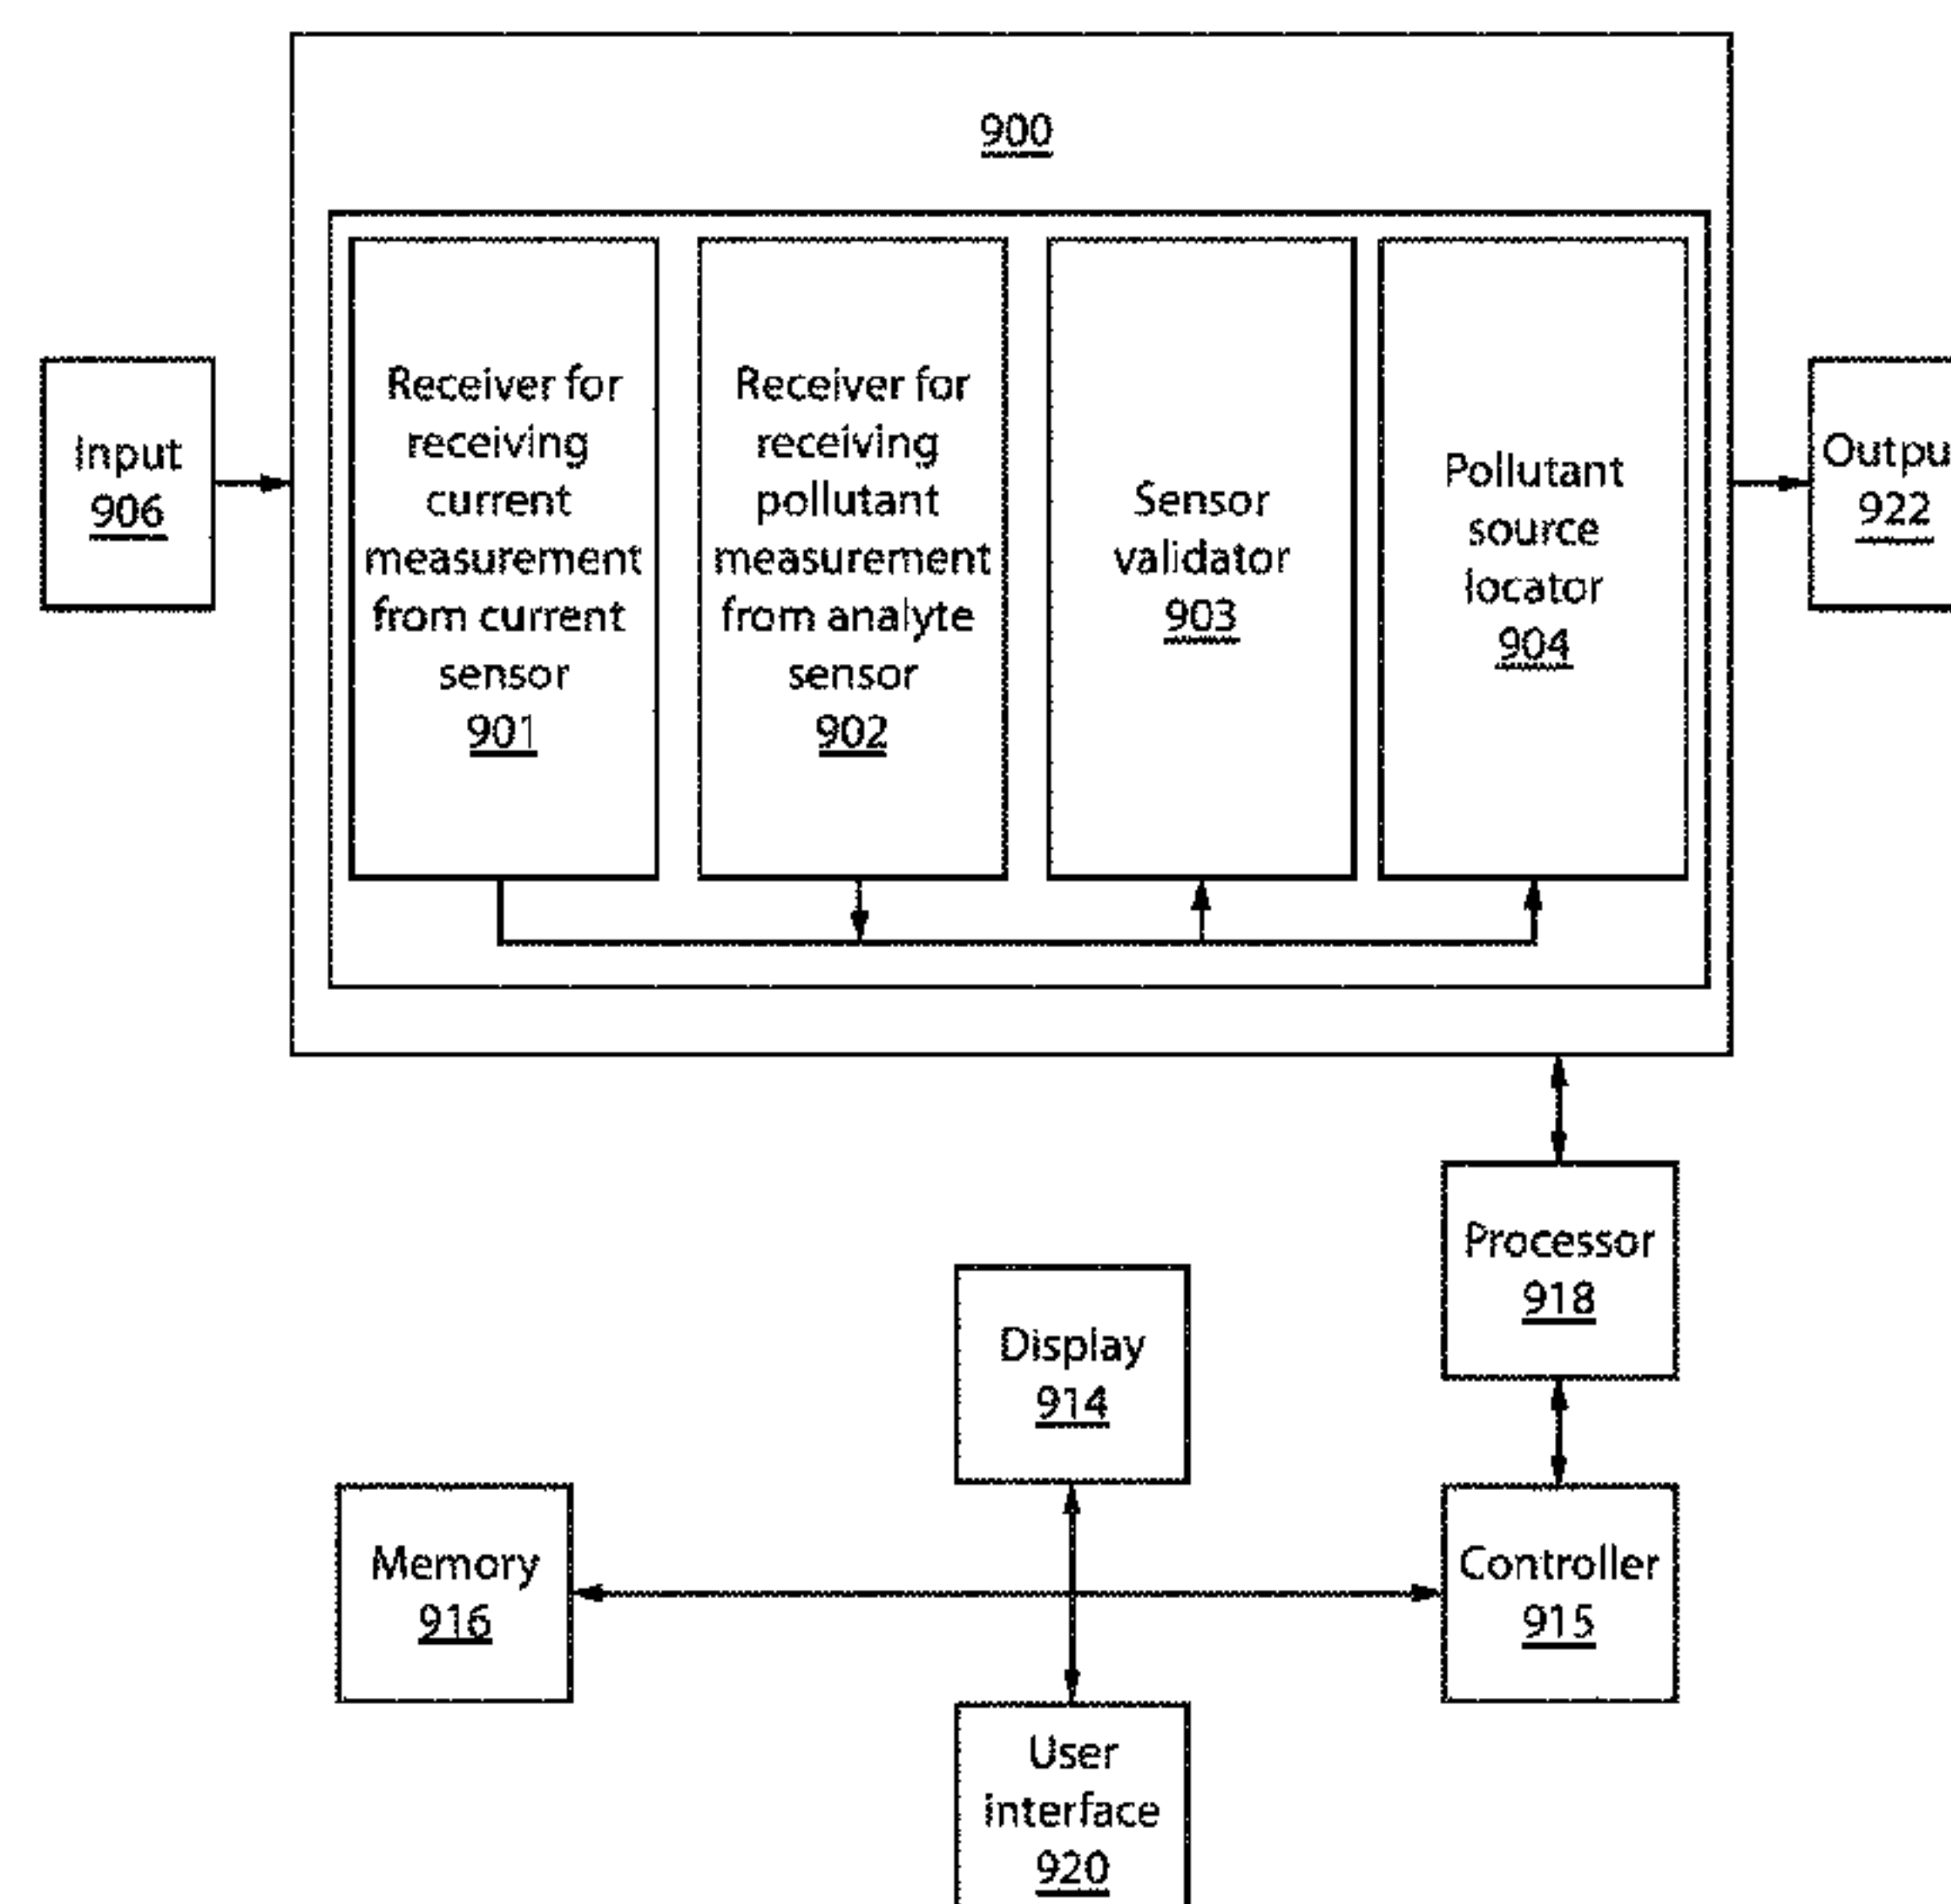 900
Input
906
Receiver for
receiving
current
measurement
from current
sensor
901
Receiver for
receiving
pollutant
measurement
from analyte
sensor
902
Sensor
validator
903
Pollutant
source
locator
904
Outpu
922
Processor
918
Display
914
Memory
916
Controller
915
User
interface
920